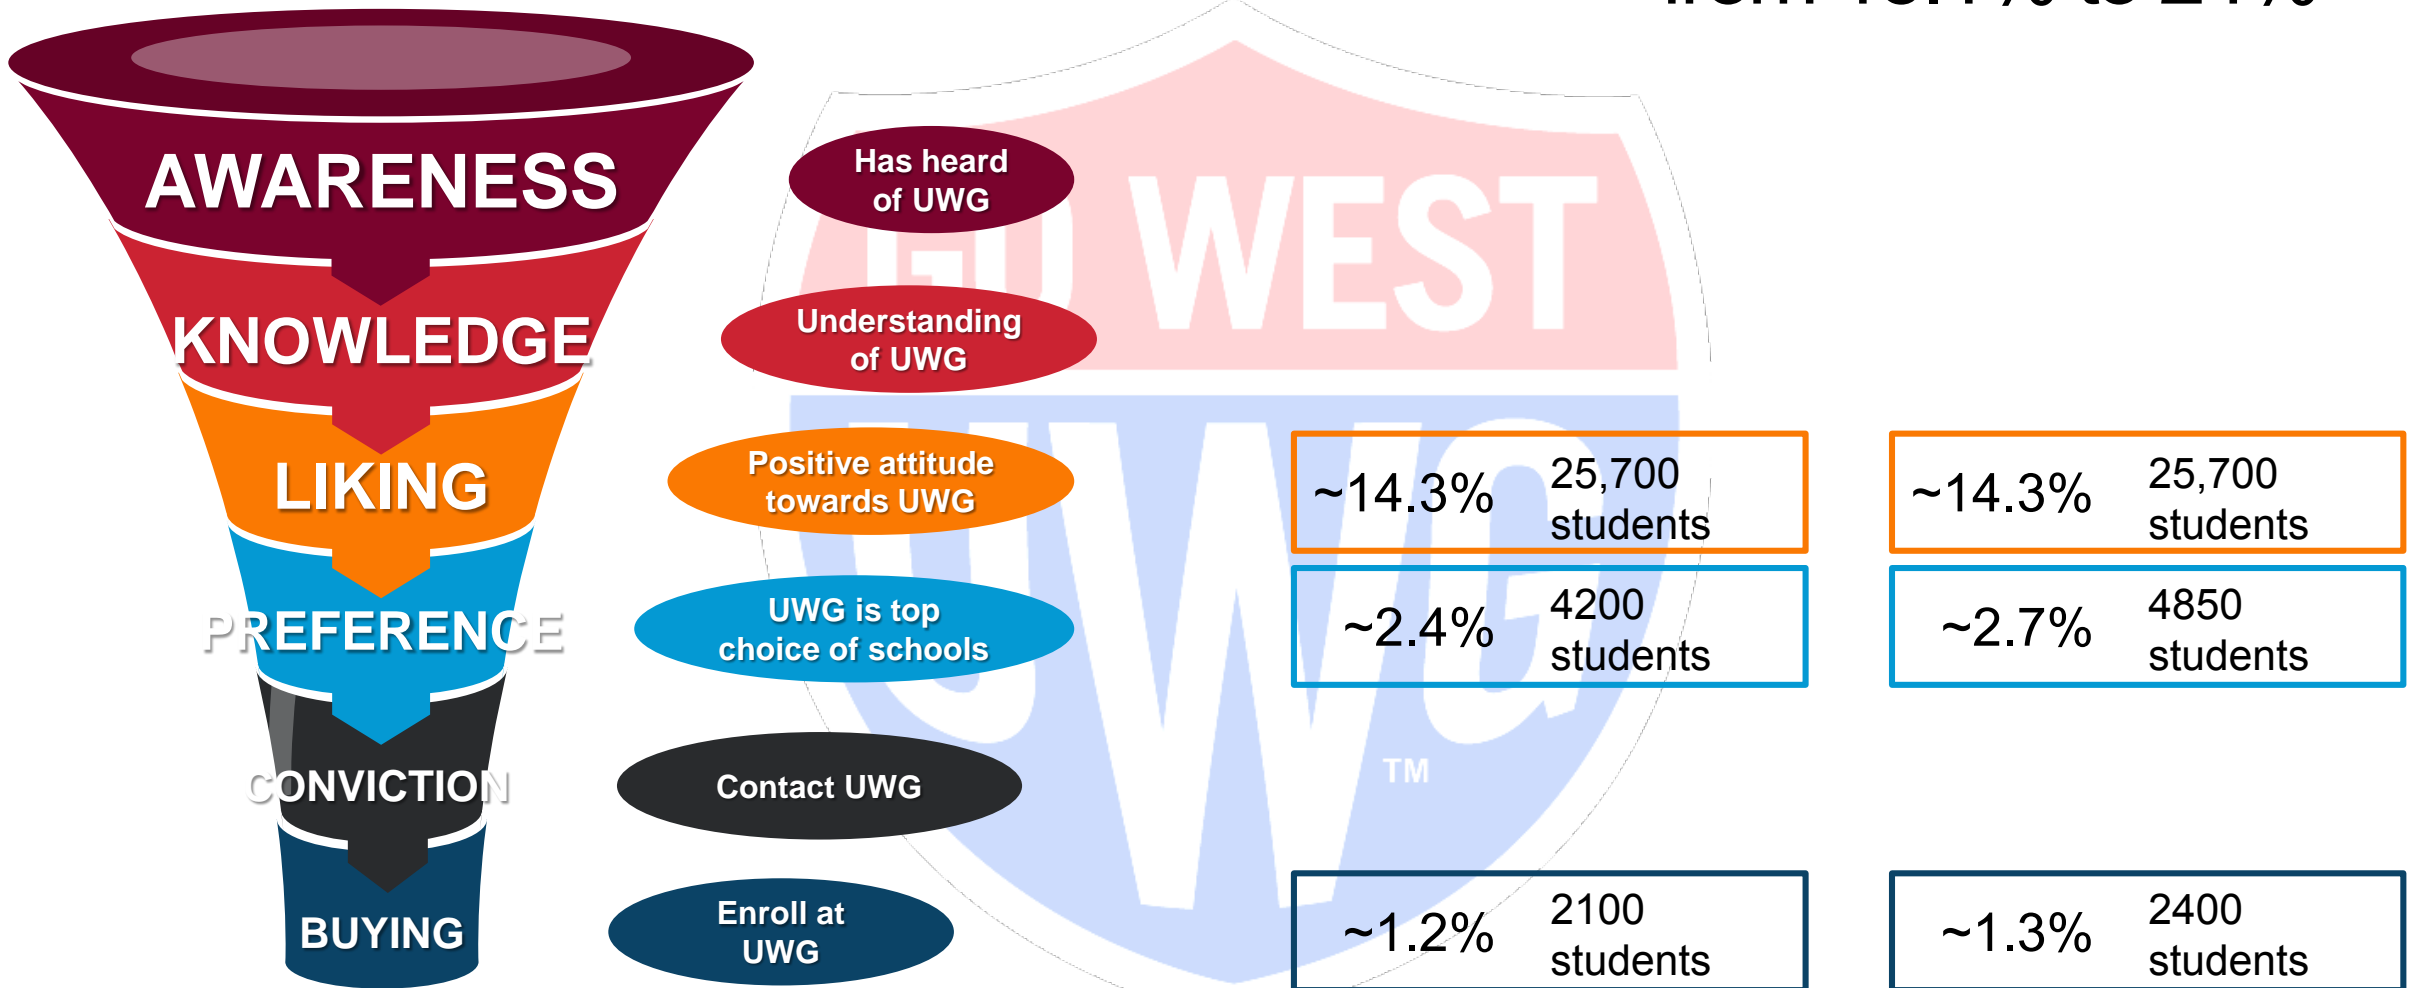 AWARENESS
Has heard
of UWG
GO WEST
KNOWLEDGE
Understanding
of UWG
LIKING
Positive attitude
towards UWG
~14.3%
25,700
students
~14.3%
25,700
students
UWG
TM
PREFERENCE
UWG is top
choice of schools
~2.4%
4200
students
~2.7%
4850
students
CONVICTION
Contact UWG
BUYING
Enroll at
UWG
~1.2%
2100
students
~1.3%
2400
students